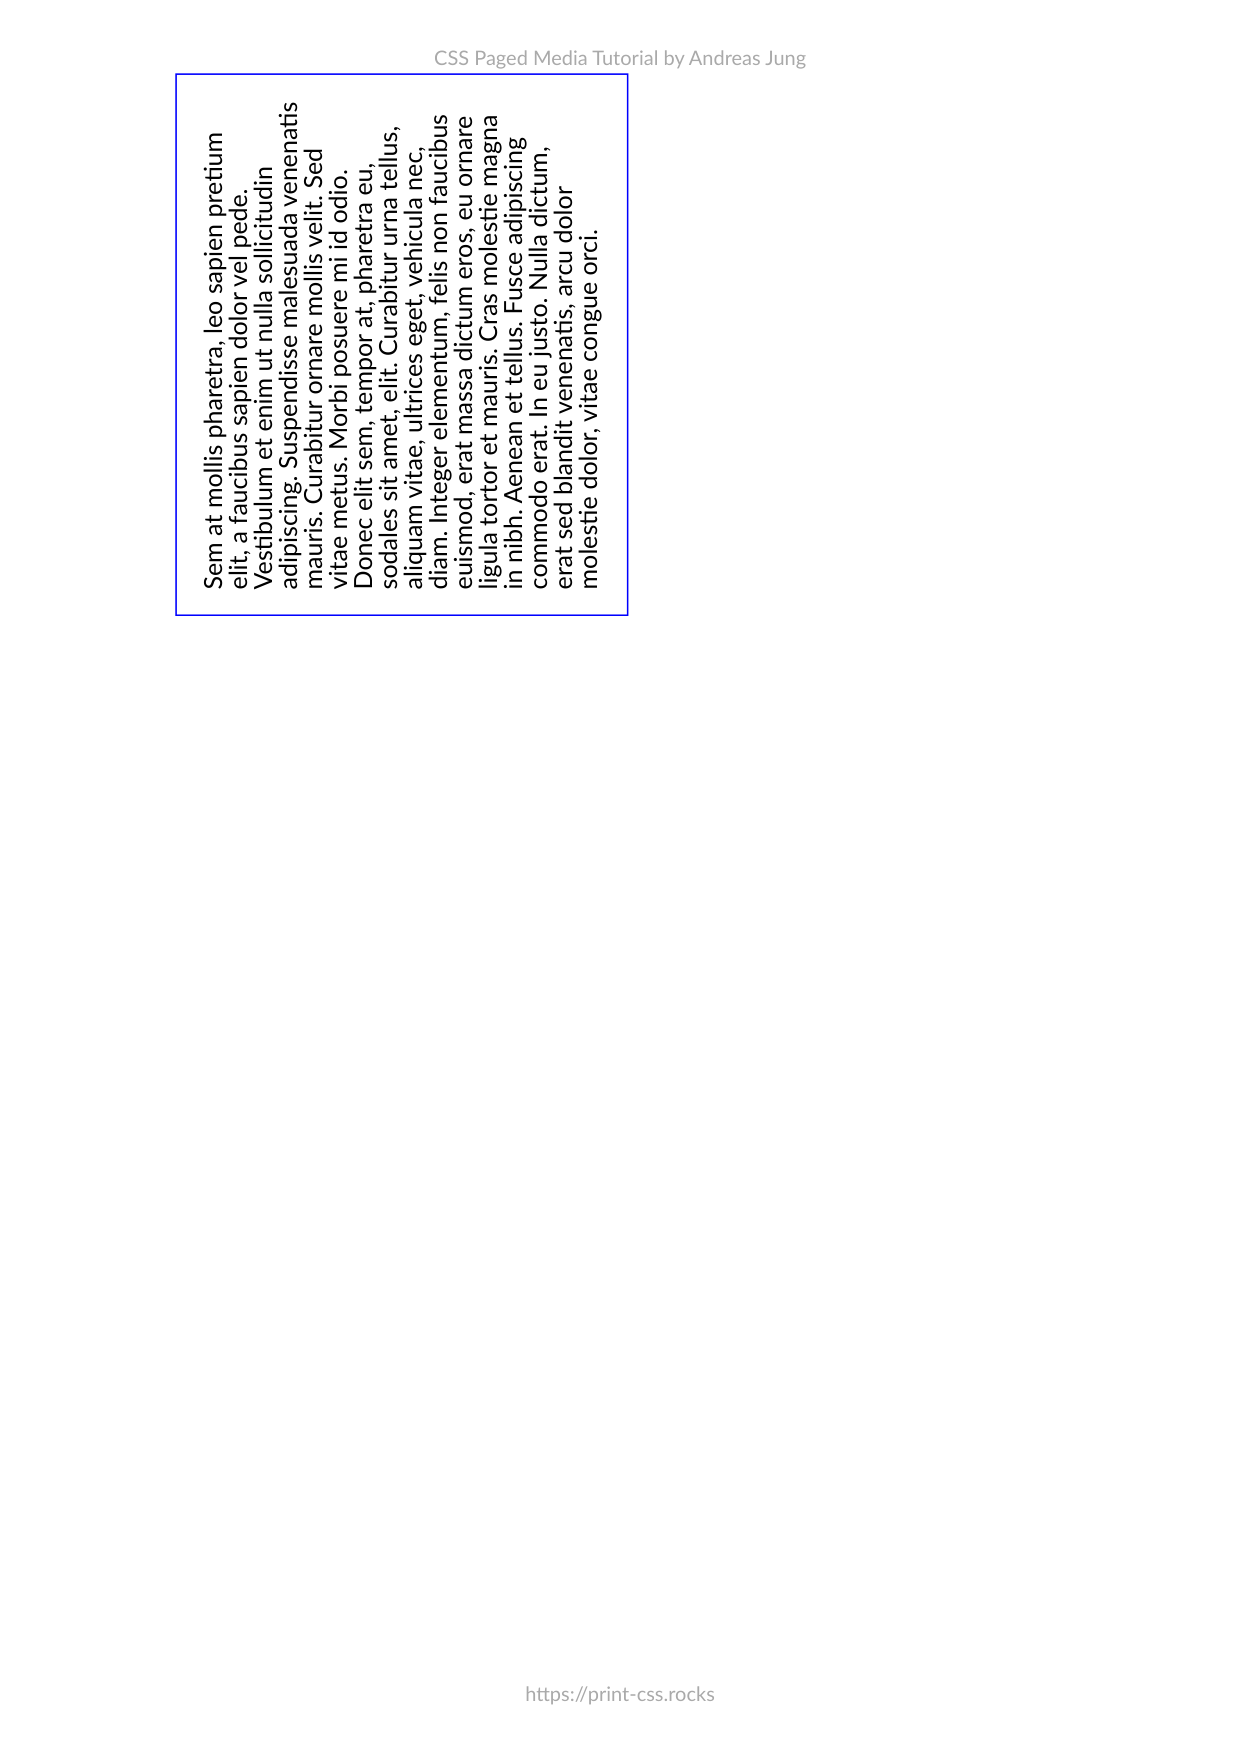 CSS Paged Media Tutorial by Andreas Jung
Sem at mollis pharetra, leo sapien pretium
elit, a faucibus sapien dolor vel pede.
Vestibulum et enim ut nulla sollicitudin
adipiscing. Suspendisse malesuada venenatis
mauris. Curabitur ornare mollis velit. Sed
vitae metus. Morbi posuere mi id odio.
Donec elit sem, tempor at, pharetra eu,
sodales sit amet, elit. Curabitur urna tellus,
aliquam vitae, ultrices eget, vehicula nec,
diam. Integer elementum, felis non faucibus
euismod, erat massa dictum eros, eu ornare
ligula tortor et mauris. Cras molestie magna
in nibh. Aenean et tellus. Fusce adipiscing
commodo erat. In eu justo. Nulla dictum,
erat sed blandit venenatis, arcu dolor
molestie dolor, vitae congue orci.
https://print-css.rocks